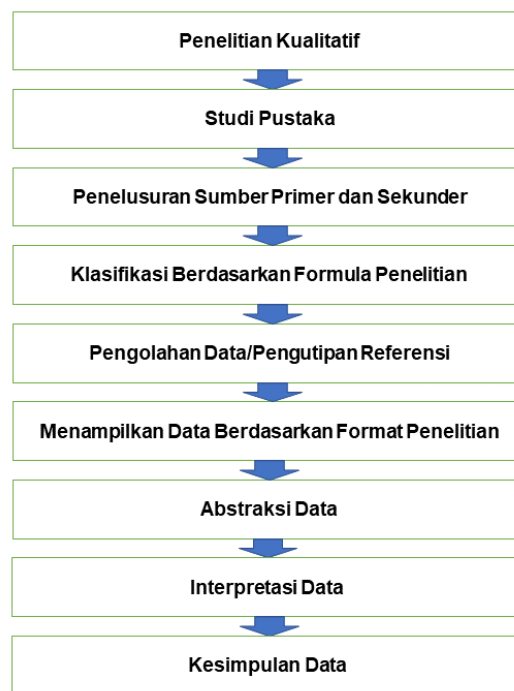 Penelitian Kualitatif
Studi Pustaka
Penelusuran Sumber Primer dan Sekunder
Klasifikasi Berdasarkan Formula Penelitian
Pengolahan Data/Pengutipan Referensi
Menampilkan Data Berdasarkan Format Penelitian
Abstraksi Data
Interpretasi Data
Kesimpulan Data